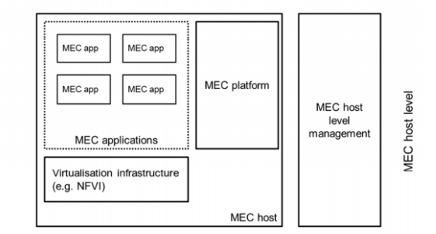 MEC app
MEC app
MEC app
MEC app
MEC applications
MEC platform
Virtualisation infrastructure
(e.g. NFVI)
MEC host
MEC host
level
management
MEC host level